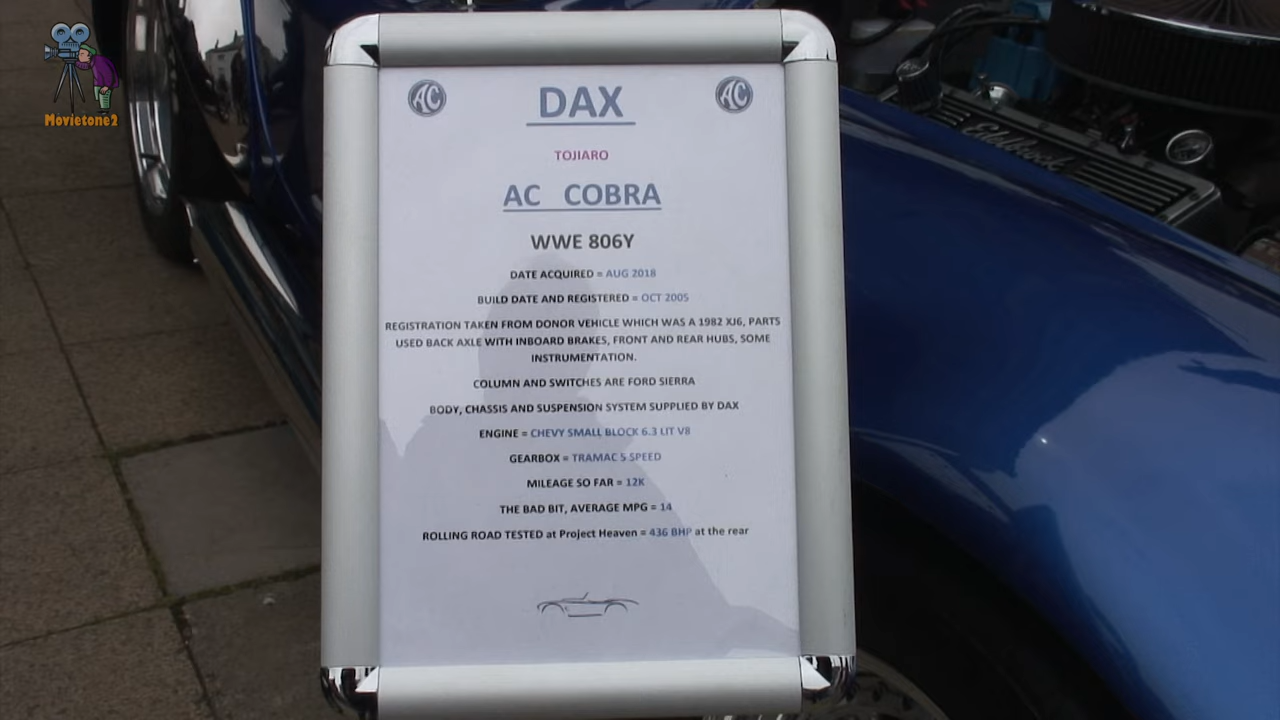 Movietone2
AC
DAX
AC
TOJIARO
AC COBRA
WWE 806Y
DATE ACQUIRED = AUG 2018
BUILD DATE AND REGISTERED = OCT 2005
REGISTRATION TAKEN FROM DONOR VEHICLE WHICH WAS A 1982 XJ6, PARTS
USED BACK AXLE WITH INBOARD BRAKES, FRONT AND REAR HUBS, SOME
INSTRUMENTATION.
COLUMN AND SWITCHES ARE FORD SIERRA
BODY, CHASSIS AND SUSPENSION SYSTEM SUPPLIED BY DAX
ENGINE = CHEVY SMALL BLOCK 6.3 LIT V8
GEARBOX = TRAMAC 5 SPEED
MILEAGE SO FAR = 12K
THE BAD BIT, AVERAGE MPG = 14
ROLLING ROAD TESTED at Project Heaven = 436 BHP at the rear
Edelbrock